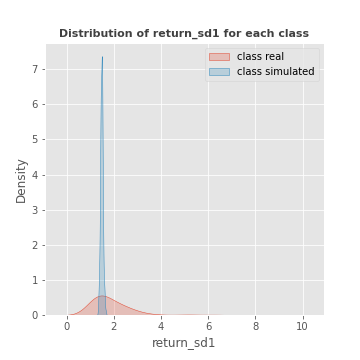 Distribution of return_sd1 for each class
class real
class simulated
7
6
5
4
3
2
1
0
Density
0 2 4 6 8 10
return_sd1